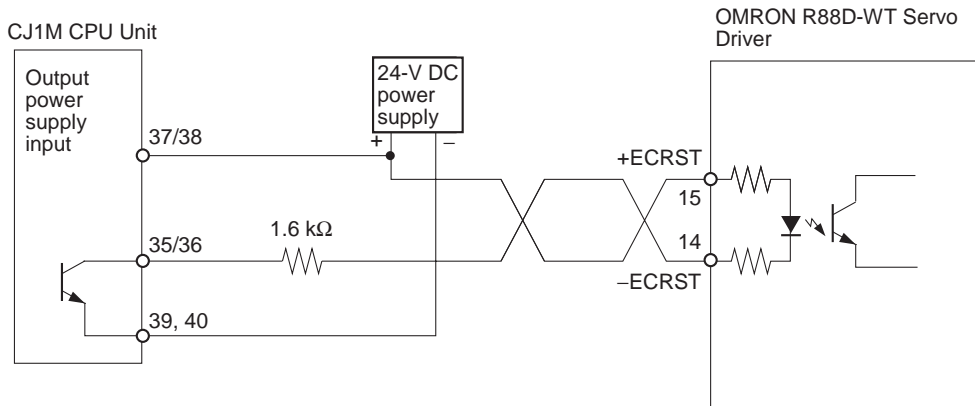 CJ1M CPU Unit
OMRON R88D-WT Servo
Driver
Output
power
supply
input
24-V DC
power
supply
+
−
37/38
+ECRST
15
1.6 kΩ
35/36
14
−ECRST
39, 40